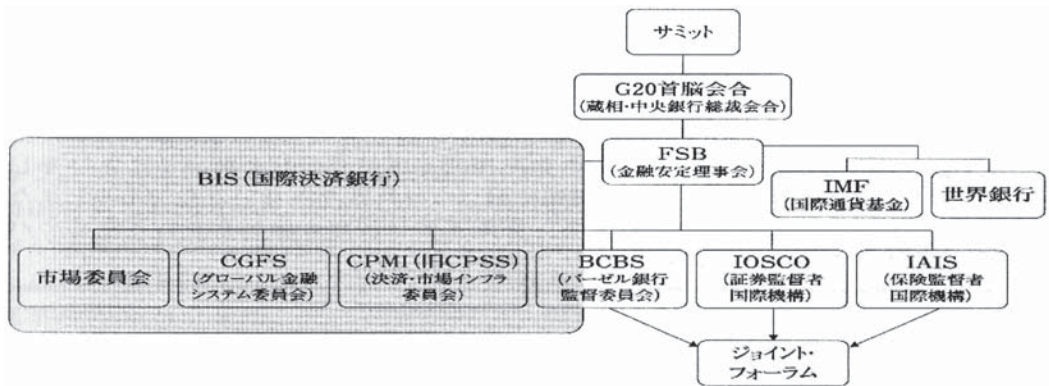 サミット
G20首脳会合
(蔵相・中央銀行総裁会合)
FSB
(金融安定理事会)
BIS(国際決済銀行)
IMF
(国際通貨基金)
世界銀行
市場委員会
CGFS
(グローバル金融
システム委員会)
CPMI(旧CPSS)
(決済・市場インフラ
委員会)
BCBS
(バーゼル銀行
監督委員会)
IOSCO
(証券監督者
国際機構)
IAIS
(保険監督者
国際機構)
ジョイント・
フォーラム